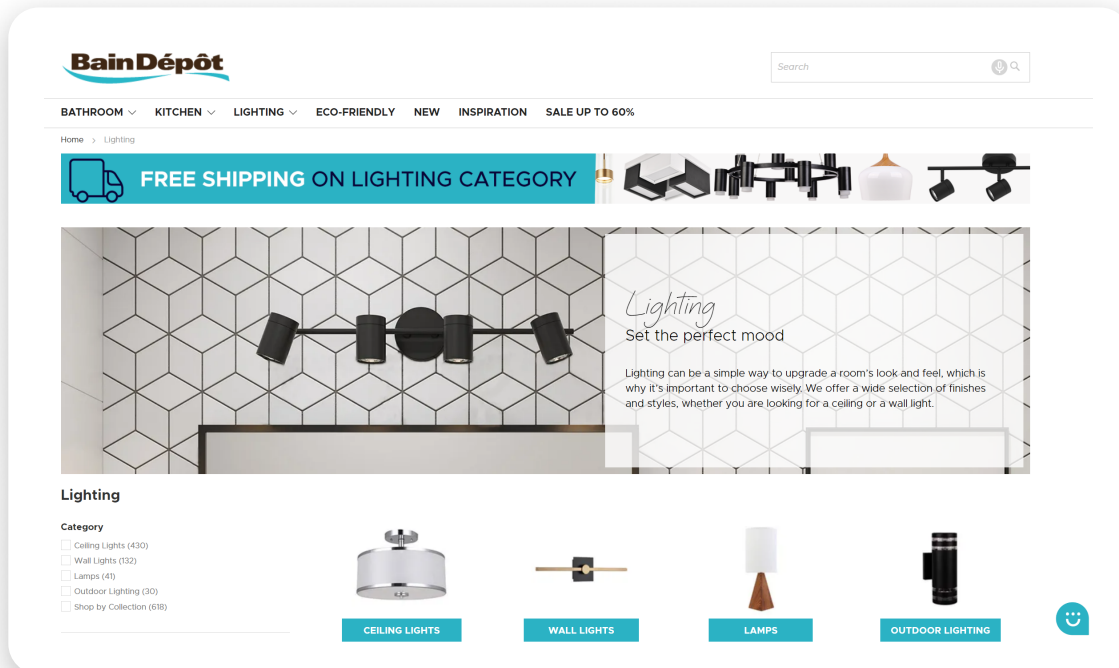 Bain Dépôt
Search
BATHROOM KITCHEN LIGHTING ECO-FRIENDLY NEW INSPIRATION SALE UP TO 60%
Home > Lighting
FREE SHIPPING ON LIGHTING CATEGORY
Lighting
Set the perfect mood
Lighting can be a simple way to upgrade a room's look and feel, which is
why it's important to choose wisely. We offer a wide selection of finishes
and styles, whether you are looking for a ceiling or a wall light.
Lighting
Category
Ceiling Lights (430)
Wall Lights (132)
Lamps (41)
Outdoor Lighting (30)
Shop by Collection (618)
CEILING LIGHTS WALL LIGHTS LAMPS OUTDOOR LIGHTING